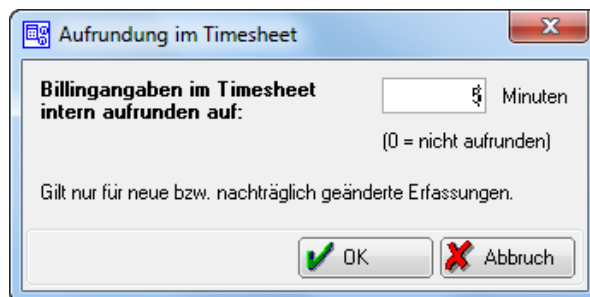 Aufrundung im Timesheet
Billingangaben im Timesheet
intern aufrunden auf:
5 Minuten
(0 = nicht aufrunden)
Gilt nur für neue bzw. nachträglich geänderte Erfassungen.
OK
Abbruch